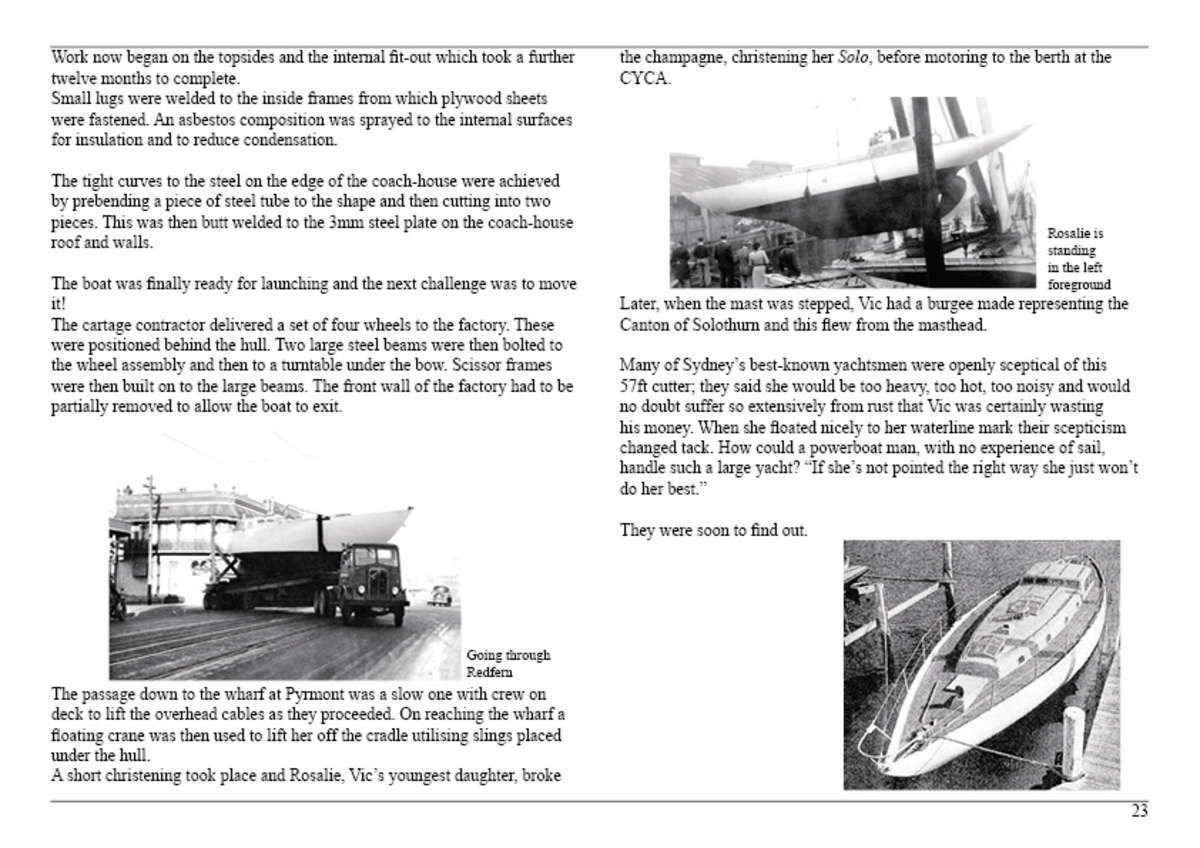 Work now began on the topsides and the internal fit-out which took a further
twelve months to complete.
Small lugs were welded to the inside frames from which plywood sheets
were fastened. An asbestos composition was sprayed to the internal surfaces
for insulation and to reduce condensation.
The tight curves to the steel on the edge of the coach-house were achieved
by prebending a piece of steel tube to the shape and then cutting into two
pieces. This was then butt welded to the 3mm steel plate on the coach-house
roof and walls.
The boat was finally ready for launching and the next challenge was to move
it!
The cartage contractor delivered a set of four wheels to the factory. These
were positioned behind the hull. Two large steel beams were then bolted to
the wheel assembly and then to a turntable under the bow. Scissor frames
were then built on to the large beams. The front wall of the factory had to be
partially removed to allow the boat to exit.
Going through
Redfern
The passage down to the wharf at Pyrmont was a slow one with crew on
deck to lift the overhead cables as they proceeded. On reaching the wharf a
floating crane was then used to lift her off the cradle utilising slings placed
under the hull.
A short christening took place and Rosalie, Vic's youngest daughter, broke
the champagne, christening her Solo, before motoring to the berth at the
CYCA.
Rosalie is
standing
in the left
foreground
Later, when the mast was stepped, Vic had a burgee made representing the
Canton of Solothurn and this flew from the masthead.
Many of Sydney's best-known yachtsmen were openly sceptical of this
57ft cutter; they said she would be too heavy, too hot, too noisy and would
no doubt suffer so extensively from rust that Vic was certainly wasting
his money. When she floated nicely to her waterline mark their scepticism
changed tack. How could a powerboat man, with no experience of sail,
handle such a large yacht? “If she's not pointed the right way she just won't
do her best.”
They were soon to find out.
23